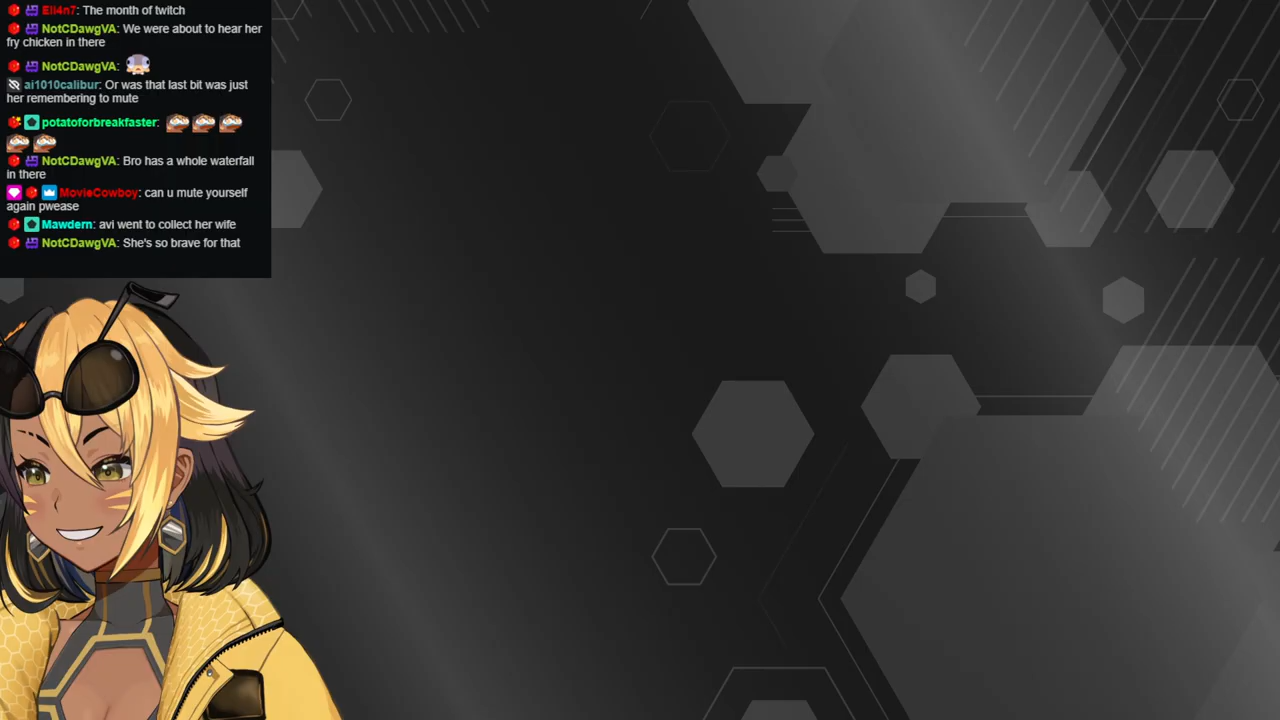 Eli4n7: The month of twitch
NotCDawgVA: We were about to hear her
fry chicken in there
NotCDawgVA:
ai1010calibur: Or was that last bit was just
her remembering to mute
potatoforbreakfaster:
NotCDawgVA: Bro has a whole waterfall
in there
MovieCowboy: can u mute yourself
again pwease
Mawdern: avi went to collect her wife
NotCDawgVA: She's so brave for that